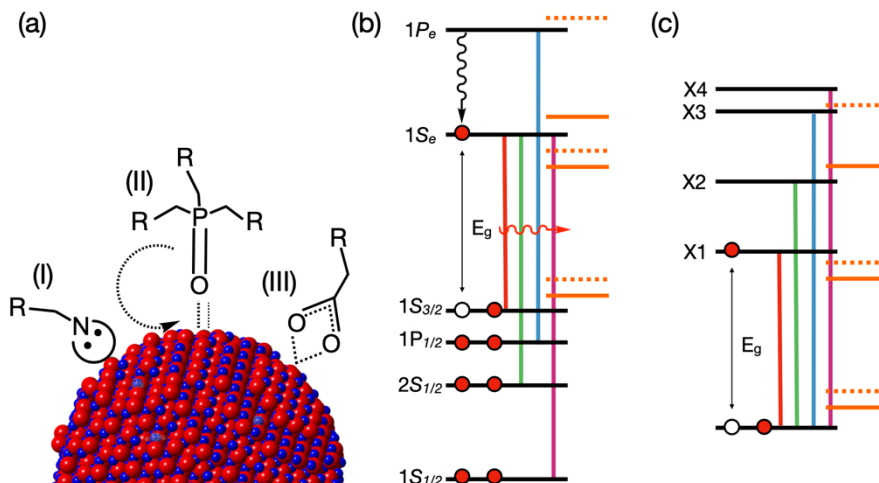 (a)
R
(II)
R
P
R
O
(I)
R
N
(III)
R
O
O
(b)
1Pe
1Se
Eg
1S3/2
1P1/2
2S1/2
1S1/2
(c)
X4
X3
X2
X1
Eg